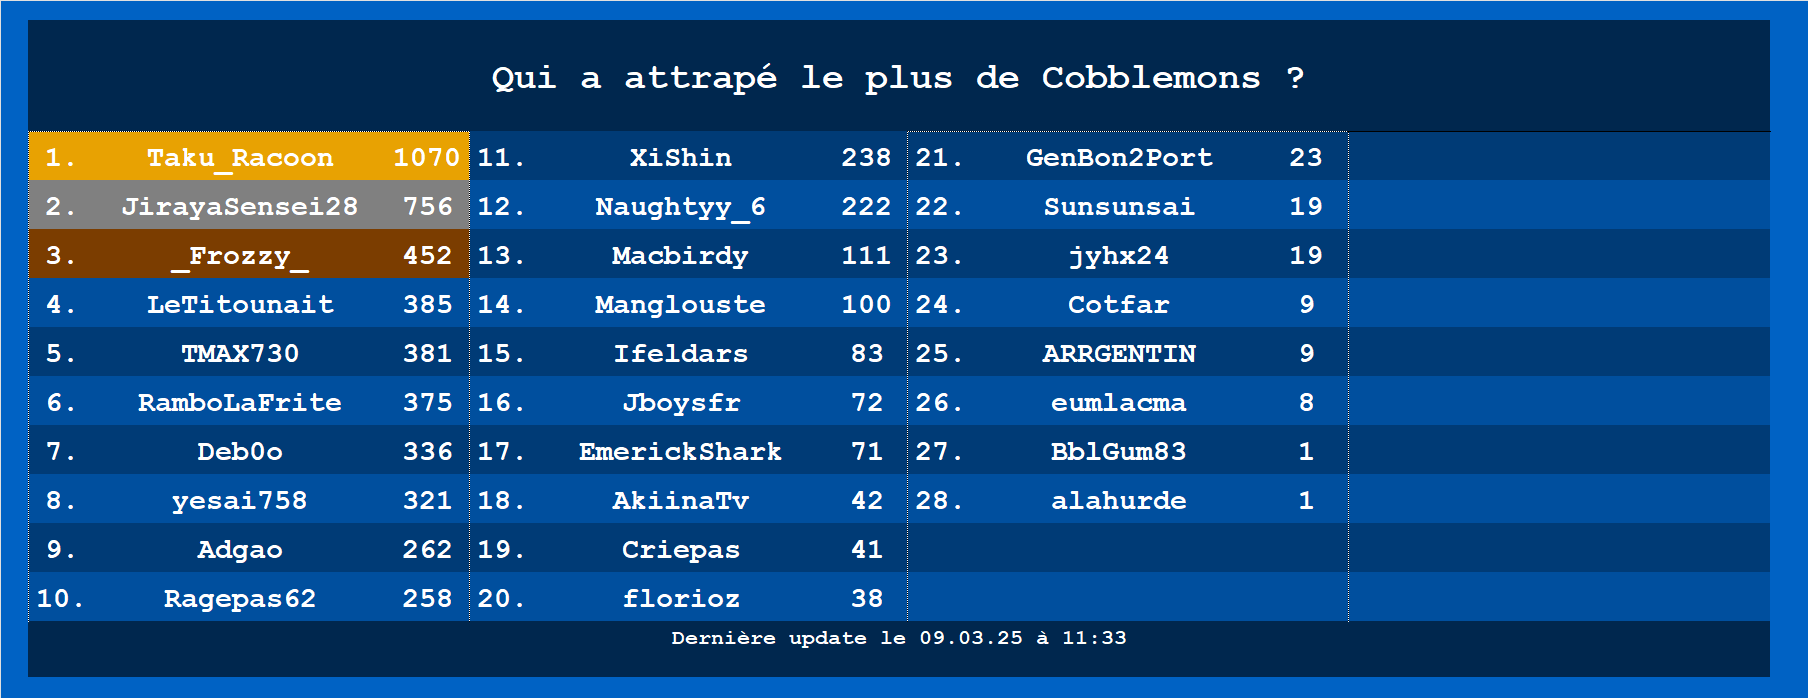 Qui a attrapé le plus de Cobblemons ?
1. Taku_Racoon 1070
2. JirayaSensei28 756
3. _Frozzy_ 452
4. LeTitounait 385
5. TMAX730 381
6. RamboLaFrite 375
7. Deb0o 336
8. yesai758 321
9. Adgao 262
10. Ragepas62 258
11. XiShin 238
12. Naughtyy_6 222
13. Macbirdy 111
14. Manglouste 100
15. Ifeldars 83
16. Jboysfr 72
17. EmerickShark 71
18. AkiinaTv 42
19. Criepas 41
20. florioz 38
21. GenBon2Port 23
22. Sunsunsai 19
23. jyhx24 19
24. Cotfar 9
25. ARRGENTIN 9
26. eumlacma 8
27. BblGum83 1
28. alahurde 1
Dernière update le 09.03.25 à 11:33